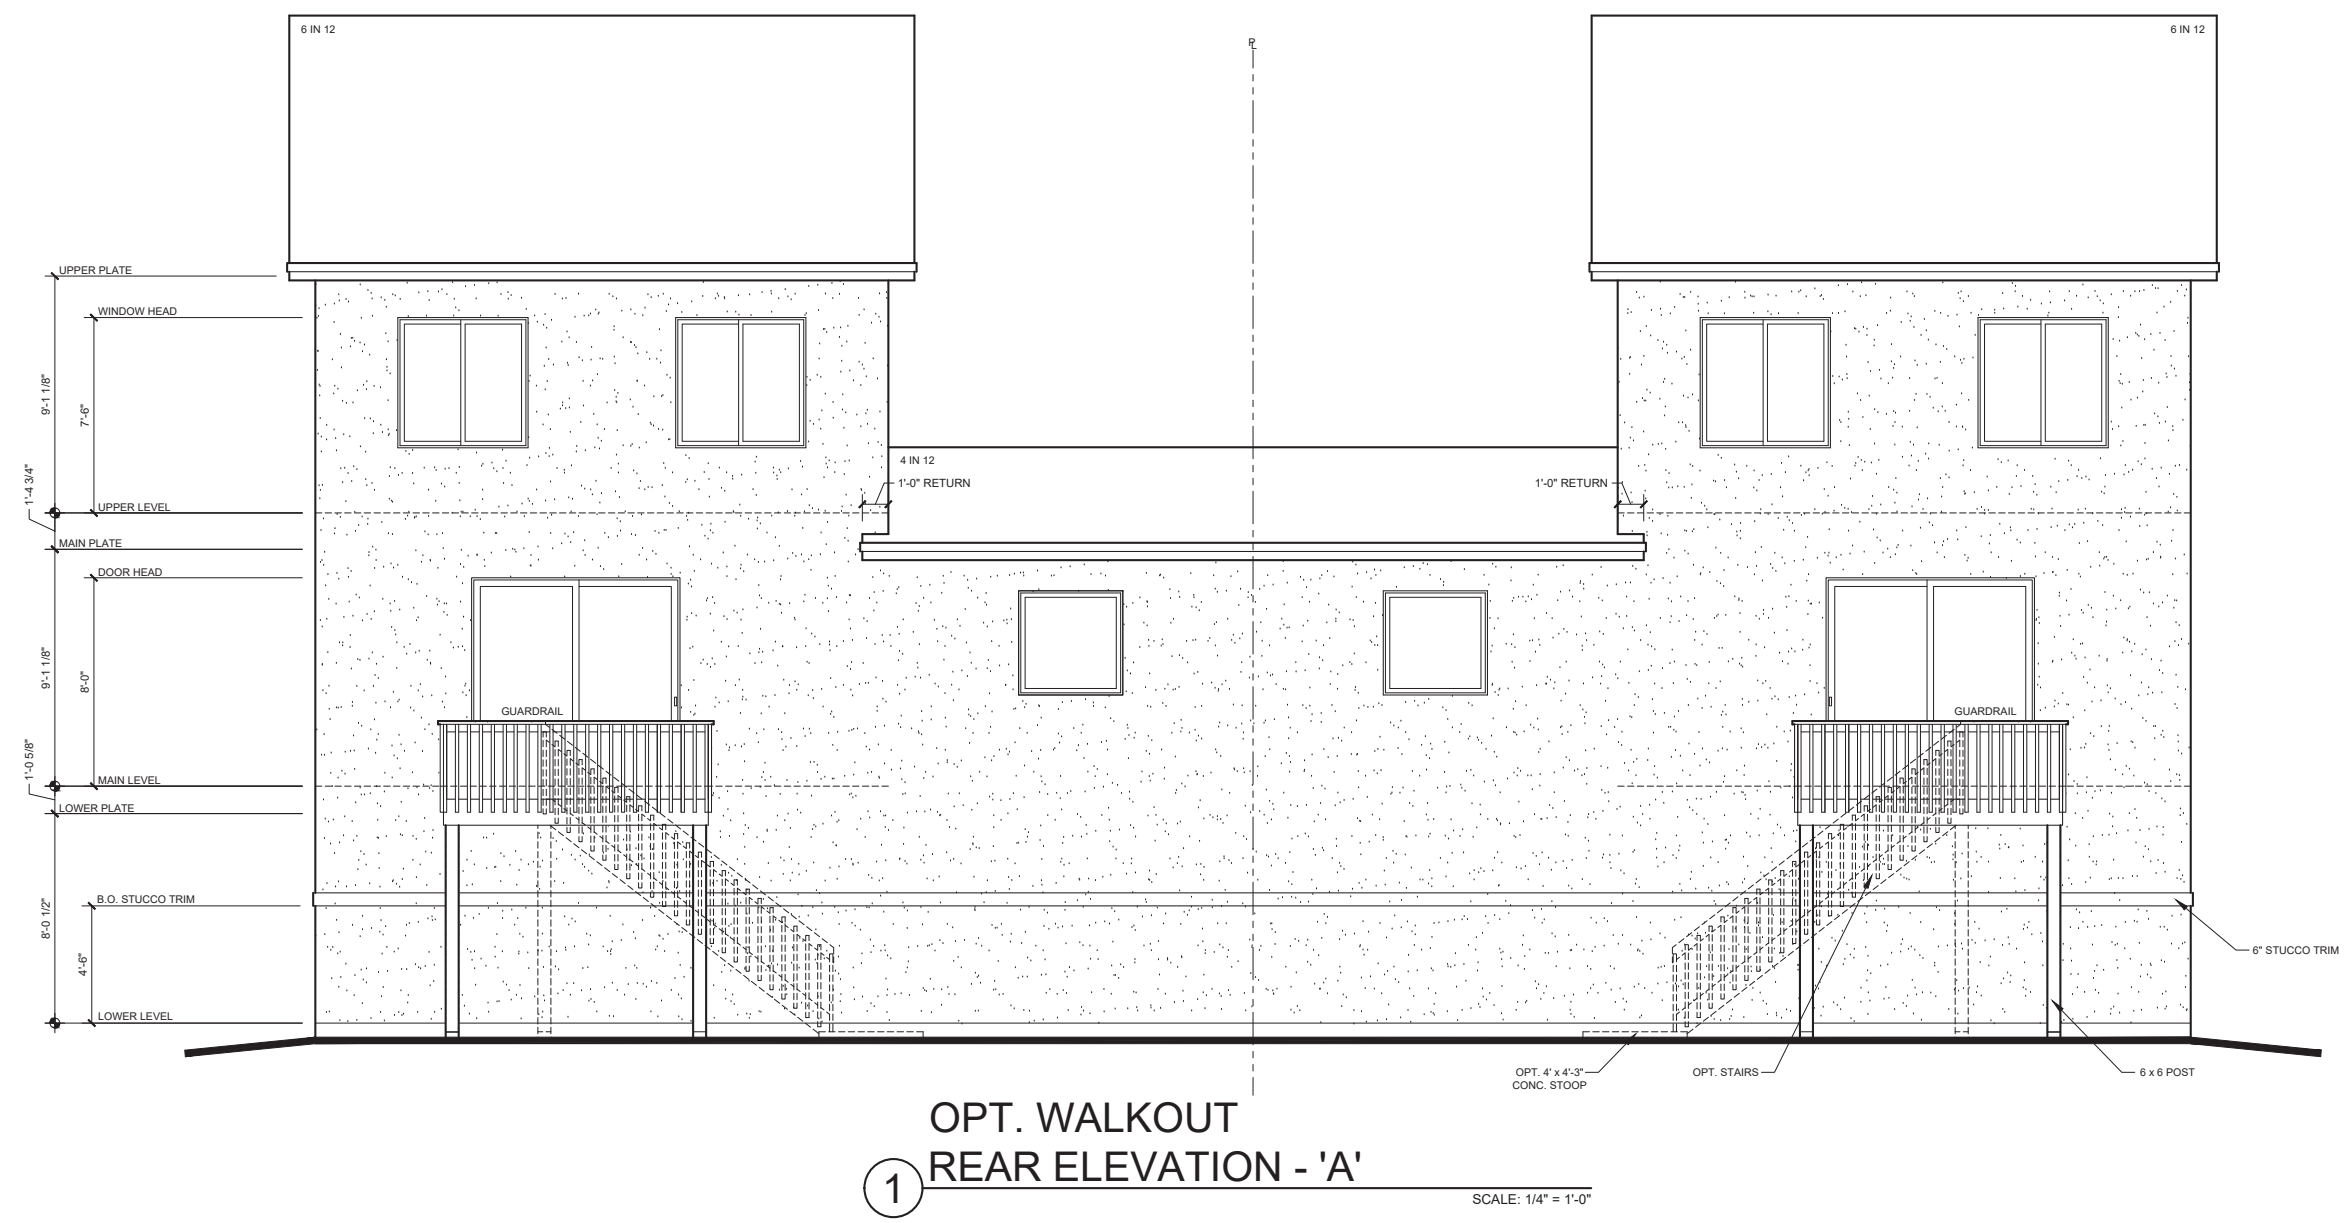 6 IN 12
6 IN 12
PL
UPPER PLATE
WINDOW HEAD
9'-1 1/8"
7'-6"
4 IN 12
1'-4 3/4"
1'-0" RETURN
1'-0" RETURN
UPPER LEVEL
MAIN PLATE
DOOR HEAD
9'-1 1/8"
8'-0"
GUARDRAIL
GUARDRAIL
1'-0 5/8"
MAIN LEVEL
LOWER PLATE
B.O. STUCCO TRIM
8'-0 1/2"
4'-6"
6" STUCCO TRIM
LOWER LEVEL
OPT. 4' x 4'-3"
CONC. STOOP
OPT. STAIRS
6 x 6 POST
OPT. WALKOUT
REAR ELEVATION - 'A'
1
SCALE: 1/4" = 1'-0"